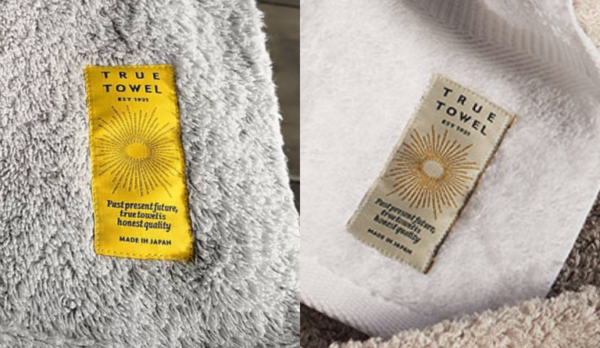 TRUE
TOWEL
EST 1931
Past present future,
true towel is
honest quality
MADE IN JAPAN
TRUE
TOWEL
EST 1931
Past present future,
true towel is
honest quality
MADE IN JAPAN